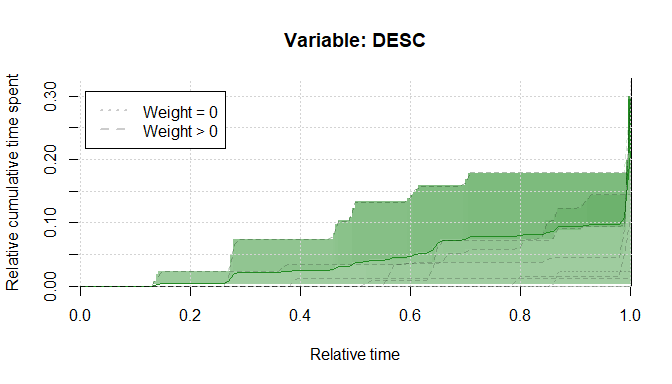 Variable: DESC
Relative cumulative time spent
0.30
0.20
0.10
0.00
Weight = 0
Weight > 0
0.0 0.2 0.4 0.6 0.8 1.0
Relative time